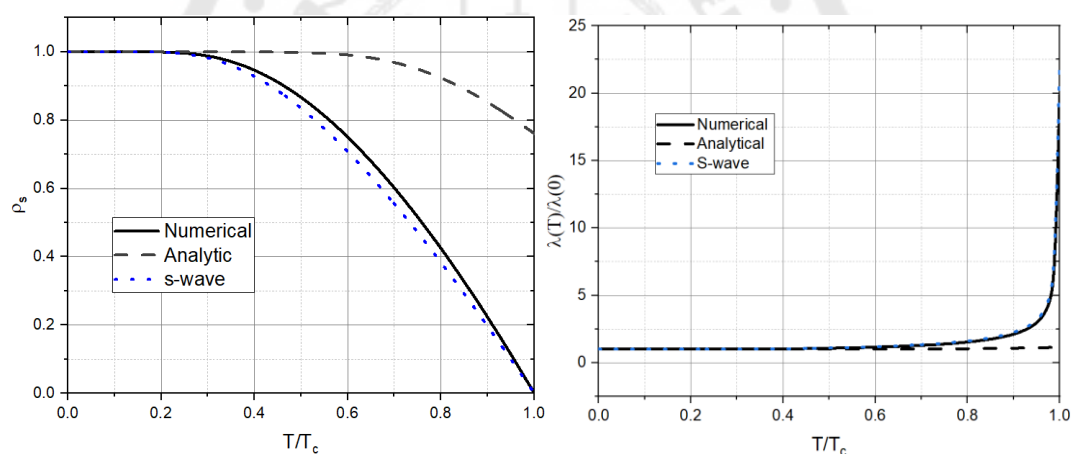 1.0
0.8
0.6
0.4
0.2
0.0
ρs
Numerical
Analytic
s-wave
0.0 0.2 0.4 0.6 0.8 1.0
T/Tc
25
20
15
10
5
0
λ(T)/λ(0)
Numerical
Analytical
S-wave
0.0 0.2 0.4 0.6 0.8 1.0
T/Tc